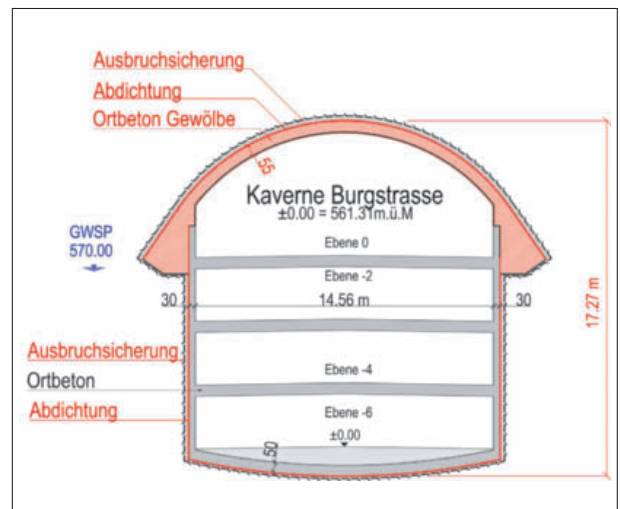 Ausbruchsicherung
Abdichtung
Ortbeton Gewölbe
55
Kaverne Burgstrasse
±0.00 = 561.31m.ü.M
GWSP
570.00
Ebene 0
Ebene -2
30
14.56 m
30
17.27 m
Ausbruchsicherung
Ortbeton
Abdichtung
Ebene -4
Ebene -6
±0.00
50